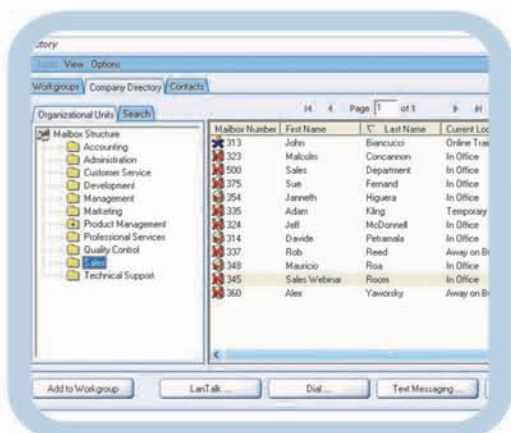 ctory
View Options
Workgroups Company Directory Contacts
Organizational Units Search
Page 1 of 1
Mailbox Structure
Accounting
Administration
Customer Service
Development
Management
Marketing
Product Management
Professional Services
Quality Control
Sales
Technical Support
Mailbox Number First Name Last Name Current Loc
313 John Biancucci Online Trai
323 Malcolm Concannon In Office
500 Sales Department In Office
375 Sue Fernand In Office
354 Janneth Higuera In Office
335 Adam Kling Temporary
324 Jeff McDonnell In Office
314 Davide Petramala In Office
337 Rob Reed Away on Bu
348 Mauricio Roa In Office
345 Sales Webinar Room In Office
360 Alex Yaworsky Away on Bu
Add to Workgroup LanTalk ... Dial ... Text Messaging ...